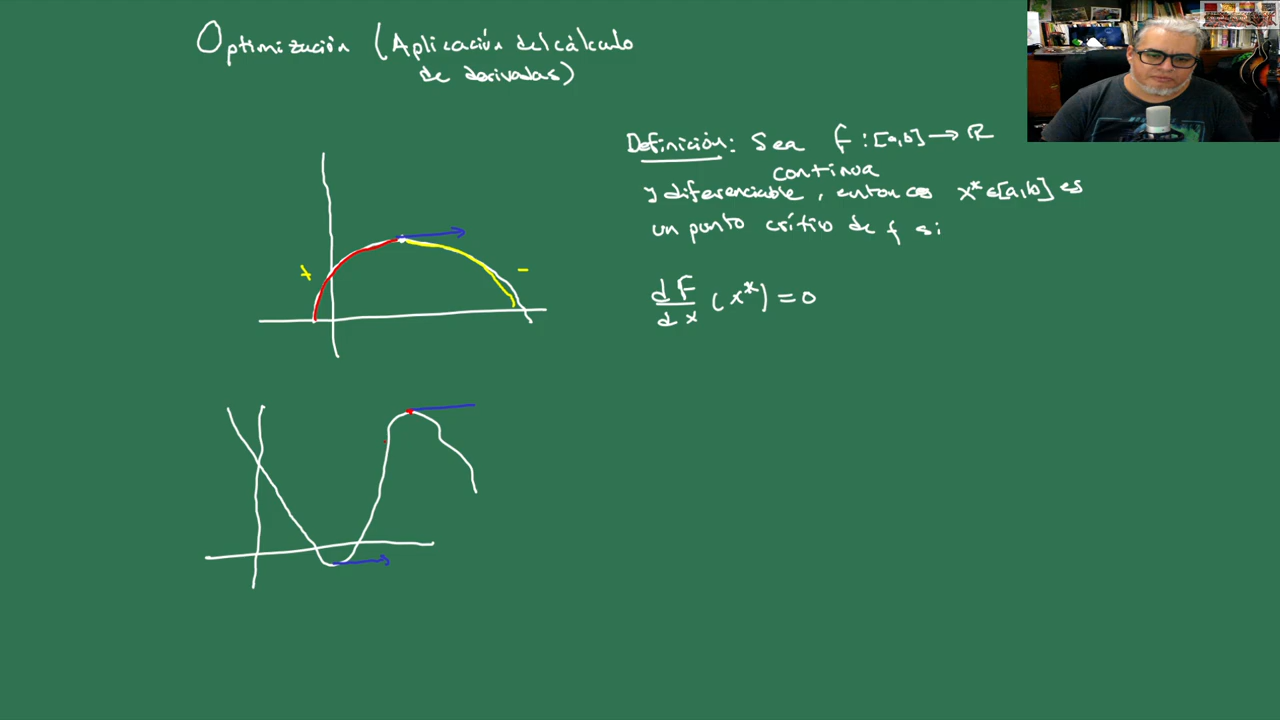 Optimización (Aplicación del cálculo
de derivadas)
Definición: Sea f : [a,b] → ℝ
continua
y diferenciable, entonces x* ∈ [a,b] es
un punto crítico de f si
+
-
dF/dx (x*) = 0